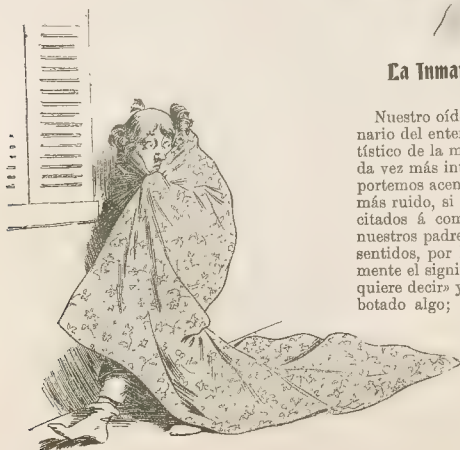 La Inma
Nuestro oíd
nario del ente
tístico de la m
da vez más in
portemos acen
más ruido, si
citados á com
nuestros padre
sentidos, por
mente el signi
quiere decir» y
botado algo;